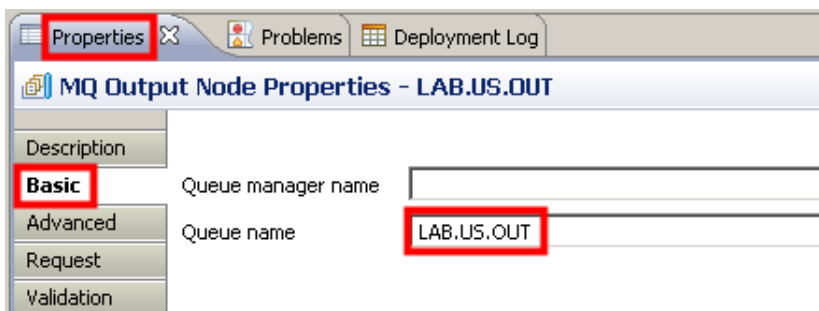 Properties Problems Deployment Log
MQ Output Node Properties - LAB.US.OUT
Description
Basic
Queue manager name
Advanced
Queue name LAB.US.OUT
Request
Validation